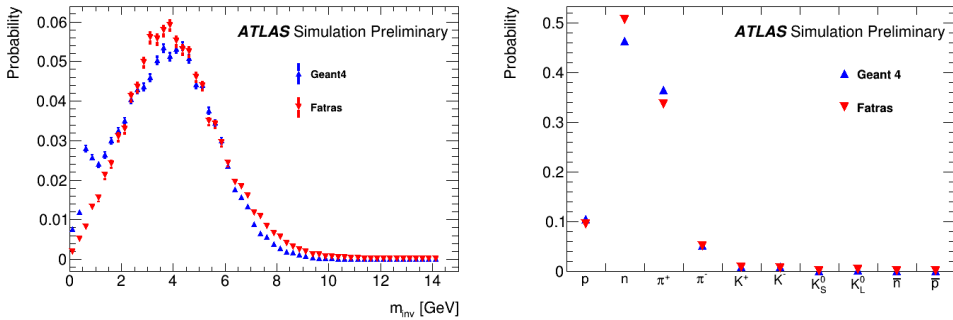 Probability
0.06
0.05
0.04
0.03
0.02
0.01
0
ATLAS Simulation Preliminary
Geant4
Fatras
0 2 4 6 8 10 12 14
m_inv [GeV]
Probability
0.5
0.4
0.3
0.2
0.1
0
ATLAS Simulation Preliminary
Geant 4
Fatras
p n π⁺ π⁻ K⁺ K⁻ K⁰_S K⁰_L n̅ p̅